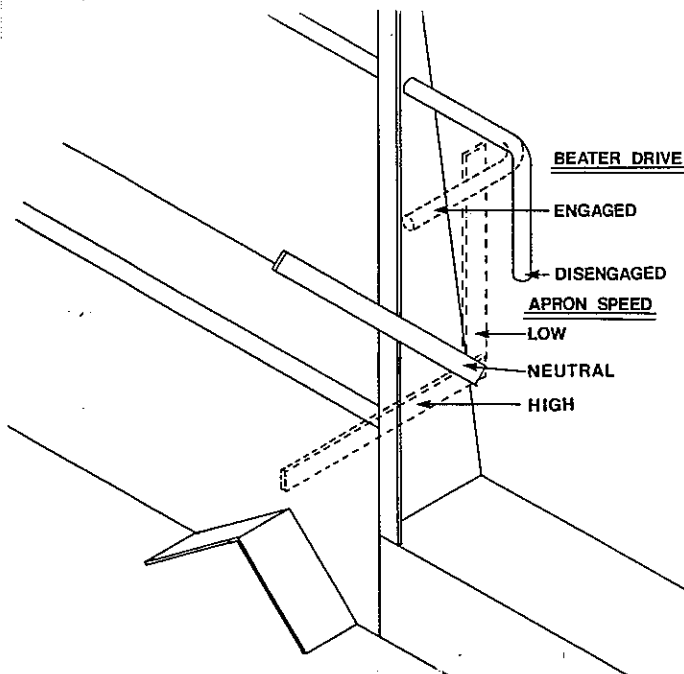 BEATER DRIVE
ENGAGED
DISENGAGED
APRON SPEED
LOW
NEUTRAL
HIGH